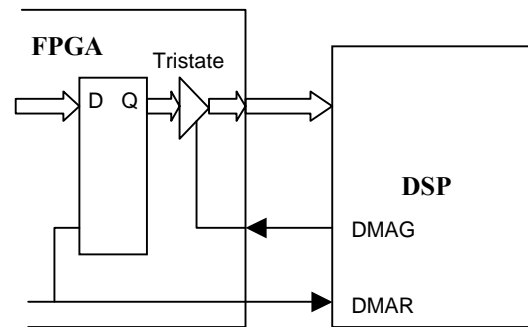 FPGA
Tristate
D Q
DSP
DMAG
DMAR